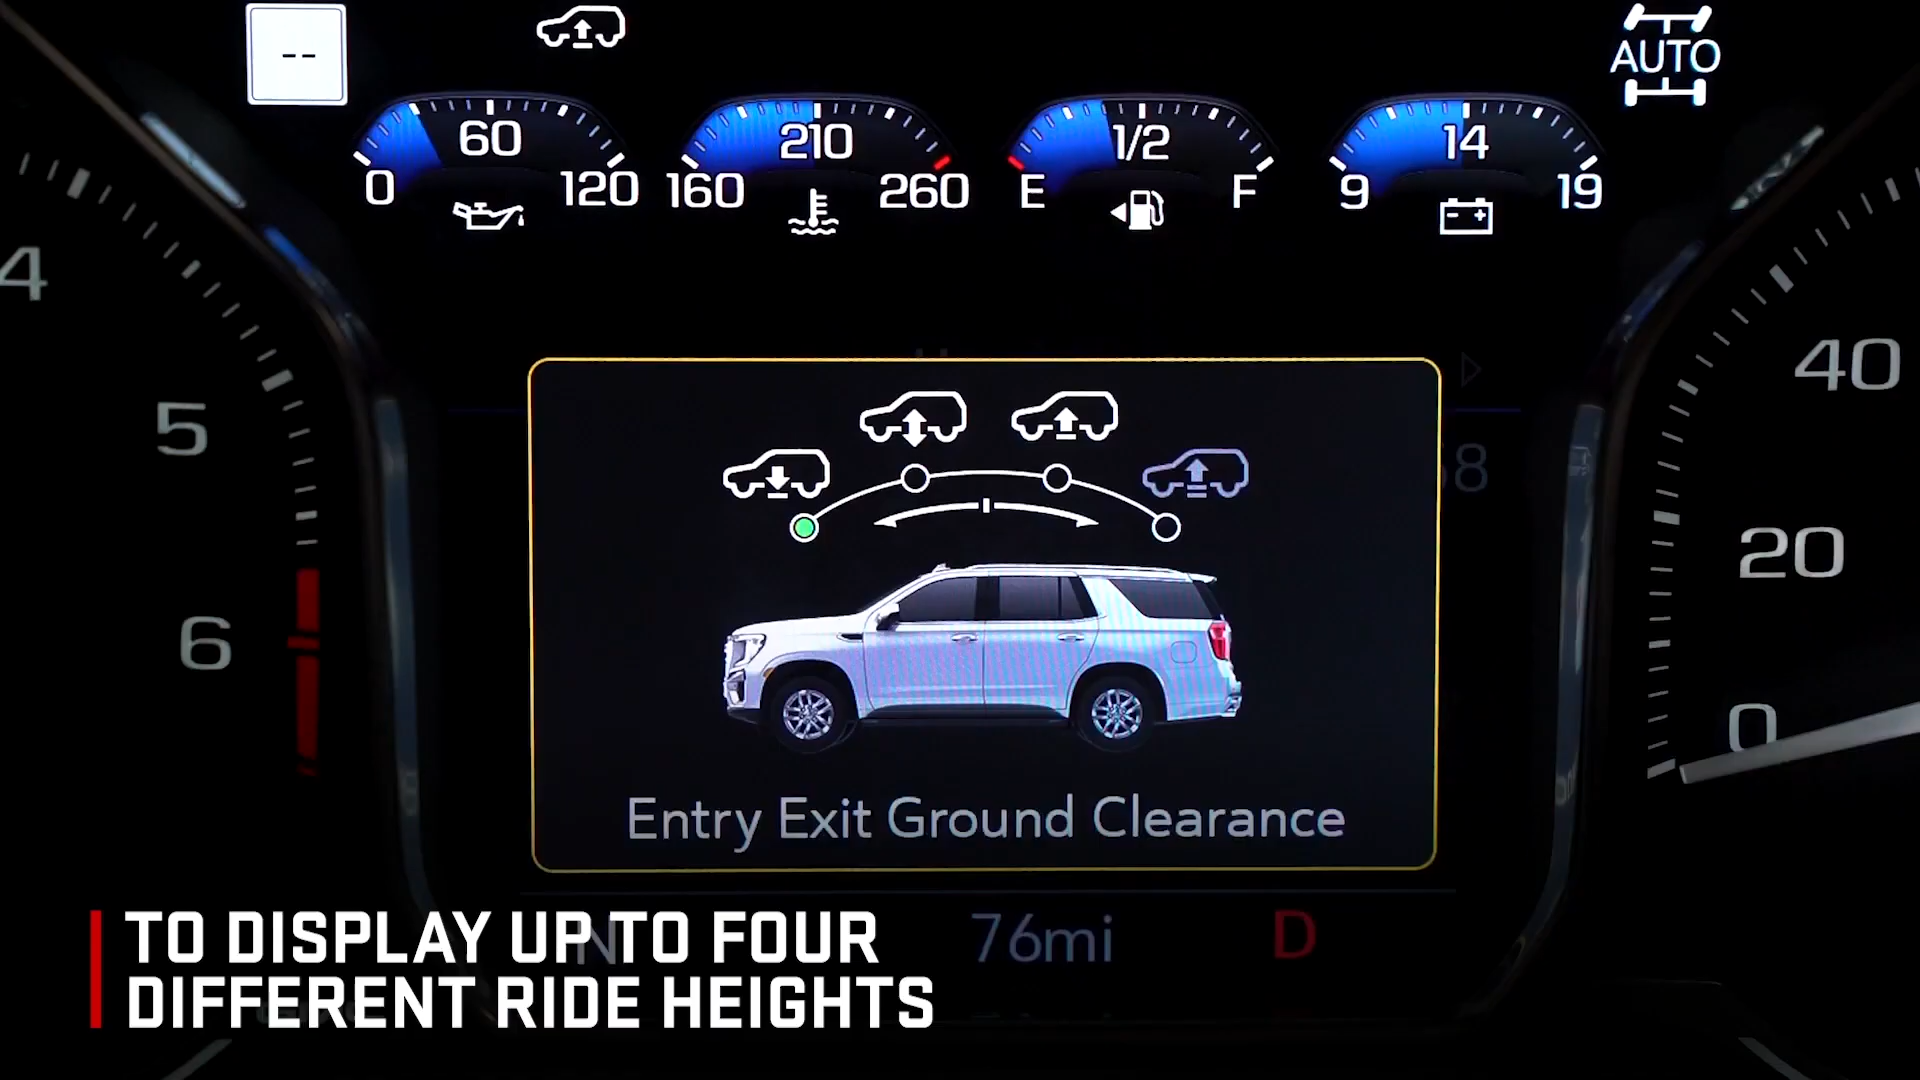 --
AUTO
60
0 120
210
160 260
1/2
E F
14
9 19
4
5
6
40
20
0
68
Entry Exit Ground Clearance
N 76mi D
TO DISPLAY UP TO FOUR
DIFFERENT RIDE HEIGHTS